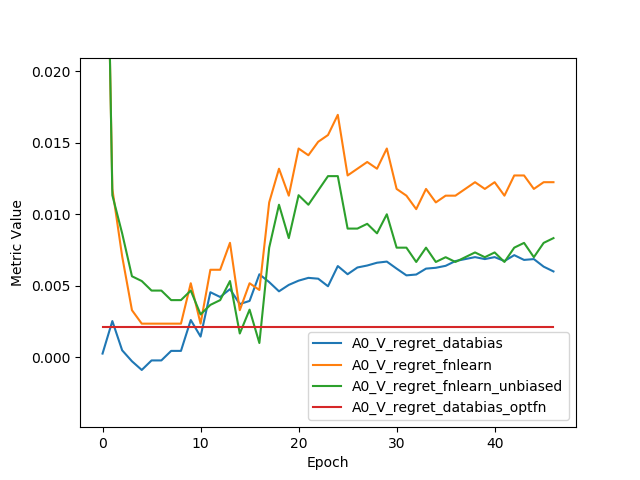 0.020
0.015
0.010
0.005
0.000
Metric Value
0 10 20 30 40
Epoch
A0_V_regret_databias
A0_V_regret_fnlearn
A0_V_regret_fnlearn_unbiased
A0_V_regret_databias_optfn